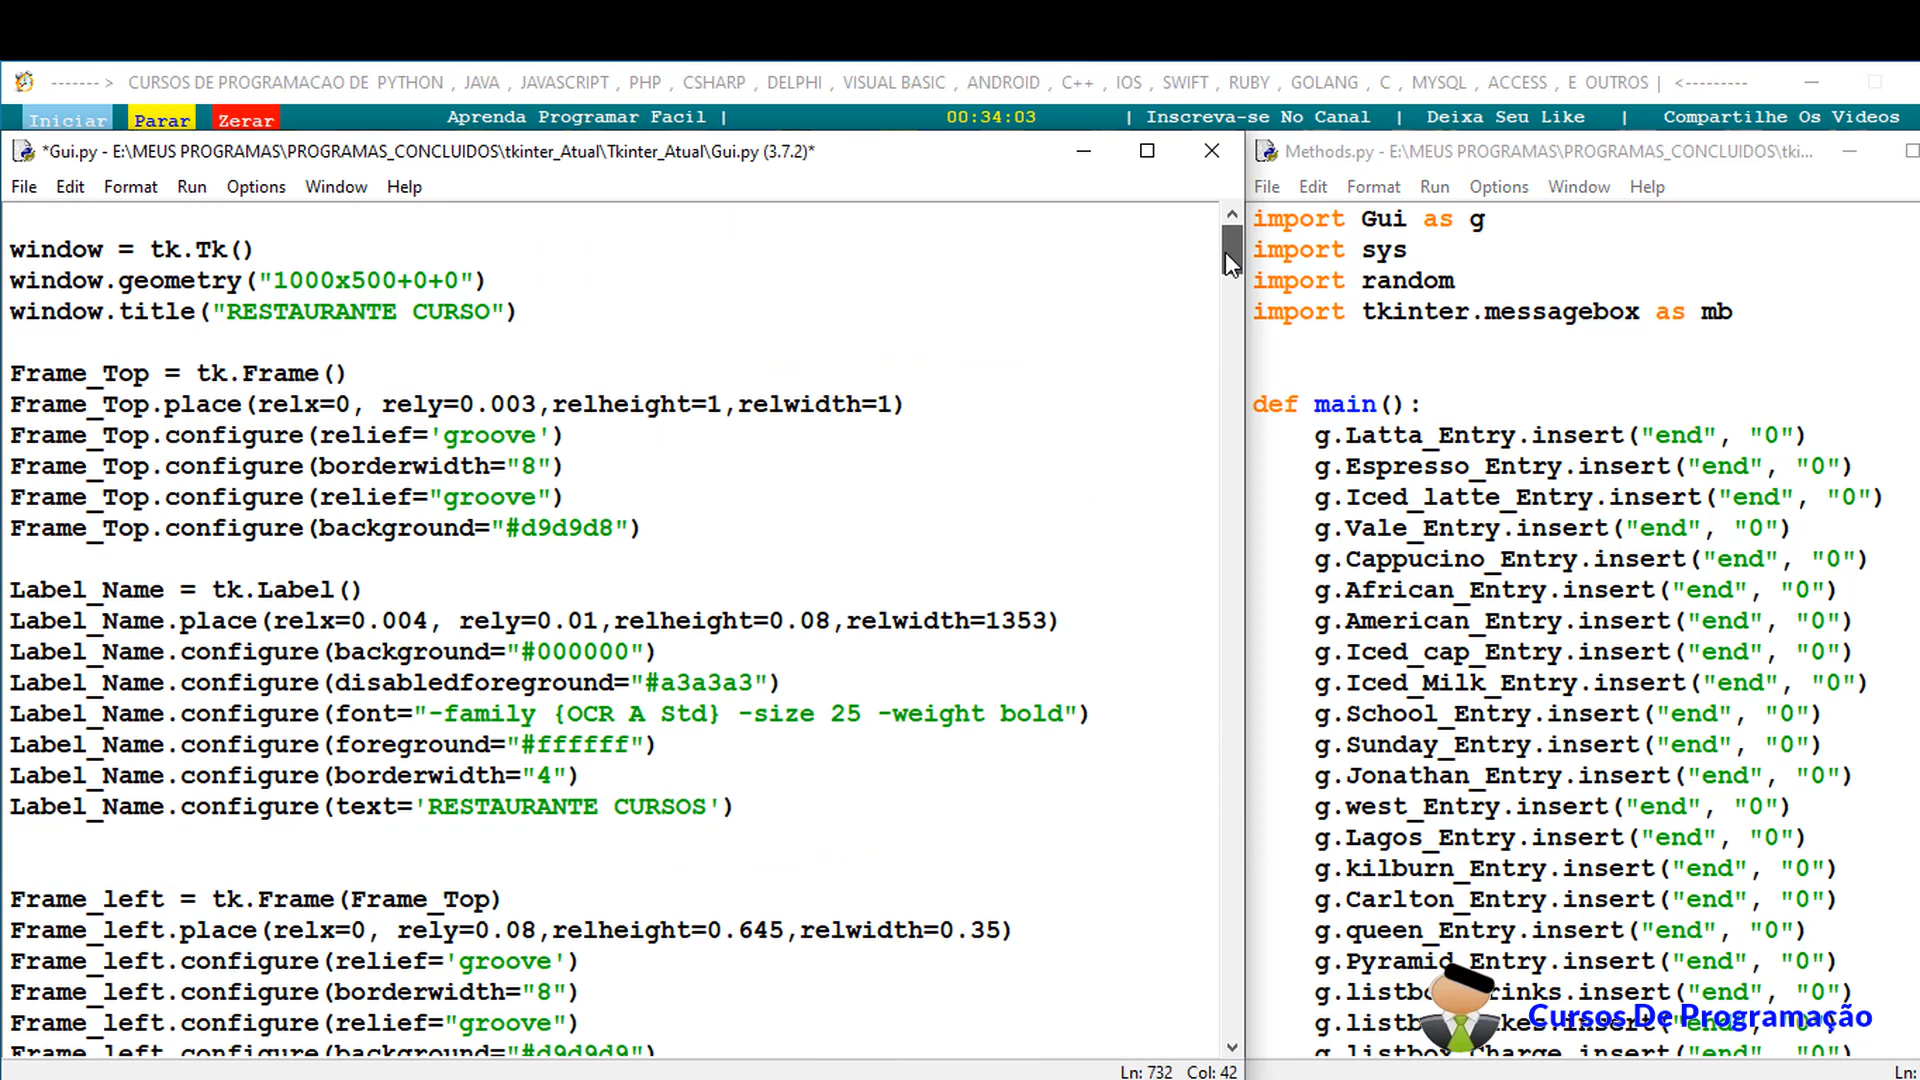 ------- > CURSOS DE PROGRAMACAO DE PYTHON , JAVA , JAVASCRIPT , PHP , CSHARP , DELPHI , VISUAL BASIC , ANDROID , C++ , IOS , SWIFT , RUBY , GOLANG , C , MYSQL , ACCESS , E OUTROS | <---------
Iniciar Parar Zerar Aprenda Programar Facil | 00:34:03 | Inscreva-se No Canal | Deixa Seu Like | Compartilhe Os Videos
*Gui.py - E:\MEUS PROGRAMAS\PROGRAMAS_CONCLUIDOS\tkinter_Atual\Tkinter_Atual\Gui.py (3.7.2)*
File Edit Format Run Options Window Help
window = tk.Tk()
window.geometry("1000x500+0+0")
window.title("RESTAURANTE CURSO")
Frame_Top = tk.Frame()
Frame_Top.place(relx=0, rely=0.003,relheight=1,relwidth=1)
Frame_Top.configure(relief='groove')
Frame_Top.configure(borderwidth="8")
Frame_Top.configure(relief="groove")
Frame_Top.configure(background="#d9d9d8")
Label_Name = tk.Label()
Label_Name.place(relx=0.004, rely=0.01,relheight=0.08,relwidth=1353)
Label_Name.configure(background="#000000")
Label_Name.configure(disabledforeground="#a3a3a3")
Label_Name.configure(font="-family {OCR A Std} -size 25 -weight bold")
Label_Name.configure(foreground="#ffffff")
Label_Name.configure(borderwidth="4")
Label_Name.configure(text='RESTAURANTE CURSOS')
Frame_left = tk.Frame(Frame_Top)
Frame_left.place(relx=0, rely=0.08,relheight=0.645,relwidth=0.35)
Frame_left.configure(relief='groove')
Frame_left.configure(borderwidth="8")
Frame_left.configure(relief="groove")
Frame_left.configure(background="#d9d9d9")
Ln: 732 Col: 42
Methods.py - E:\MEUS PROGRAMAS\PROGRAMAS_CONCLUIDOS\tki...
File Edit Format Run Options Window Help
import Gui as g
import sys
import random
import tkinter.messagebox as mb
def main():
g.Latta_Entry.insert("end", "0")
g.Espresso_Entry.insert("end", "0")
g.Iced_latte_Entry.insert("end", "0")
g.Vale_Entry.insert("end", "0")
g.Cappucino_Entry.insert("end", "0")
g.African_Entry.insert("end", "0")
g.American_Entry.insert("end", "0")
g.Iced_cap_Entry.insert("end", "0")
g.Iced_Milk_Entry.insert("end", "0")
g.School_Entry.insert("end", "0")
g.Sunday_Entry.insert("end", "0")
g.Jonathan_Entry.insert("end", "0")
g.west_Entry.insert("end", "0")
g.Lagos_Entry.insert("end", "0")
g.kilburn_Entry.insert("end", "0")
g.Carlton_Entry.insert("end", "0")
g.queen_Entry.insert("end", "0")
g.Pyramid_Entry.insert("end", "0")
.insert("end", "0")
Cursos De Programação
g.listbox_Charge.insert("end", "0")
Ln: